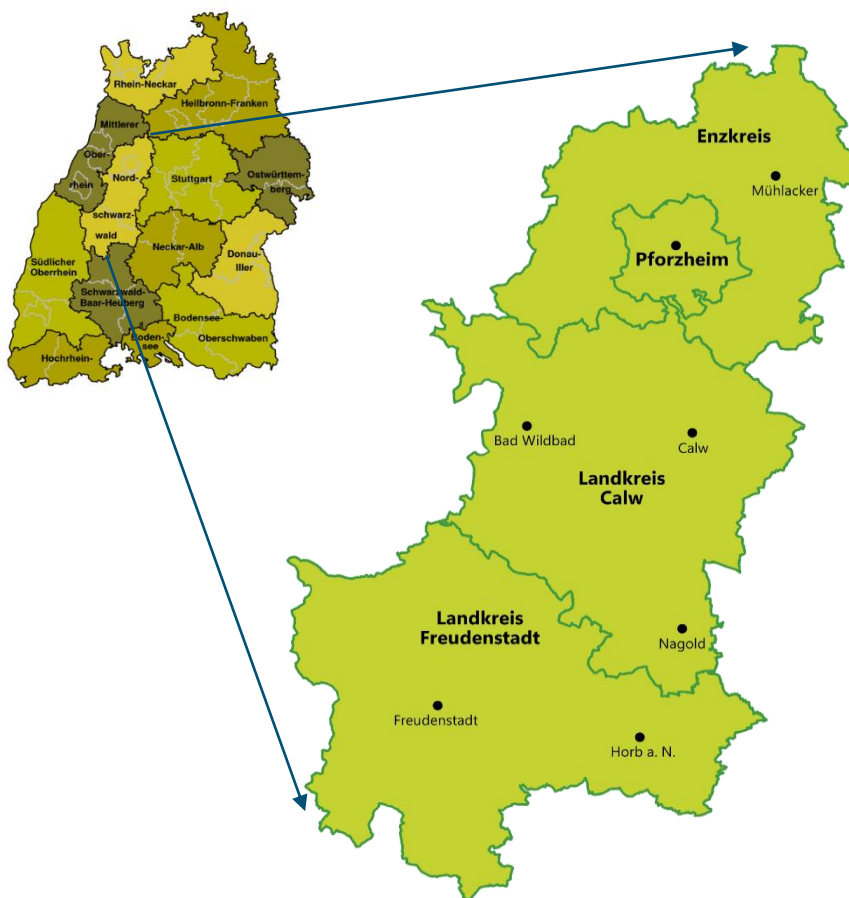 Rhein-Neckar
Heilbronn-Franken
Mittlerer
Ober-
rhein
Nord-
schwarz-
wald
Stuttgart
Ostwürttem-
berg
Neckar-Alb
Donau-
Iller
Südlicher
Oberrhein
Schwarzwald-
Baar-Heuberg
Bodensee-
Oberschwaben
Hochrhein-
Boden-
see
Enzkreis
Mühlacker
Pforzheim
Bad Wildbad
Calw
Landkreis
Calw
Landkreis
Freudenstadt
Nagold
Freudenstadt
Horb a. N.